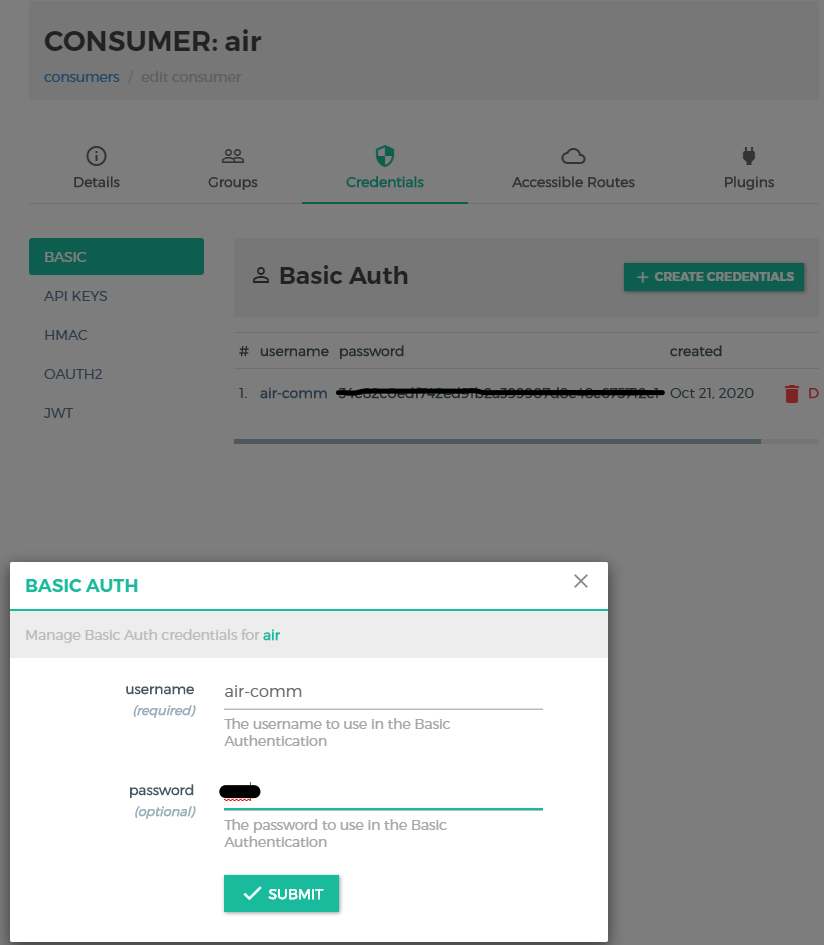 CONSUMER: air
consumers / edit consumer
Details
Groups
Credentials
Accessible Routes
Plugins
BASIC
API KEYS
HMAC
OAUTH2
JWT
Basic Auth
+ CREATE CREDENTIALS
# username password created
1. air-comm Oct 21, 2020 D
BASIC AUTH
Manage Basic Auth credentials for air
username
(required)
air-comm
The username to use in the Basic
Authentication
password
(optional)
The password to use in the Basic
Authentication
SUBMIT